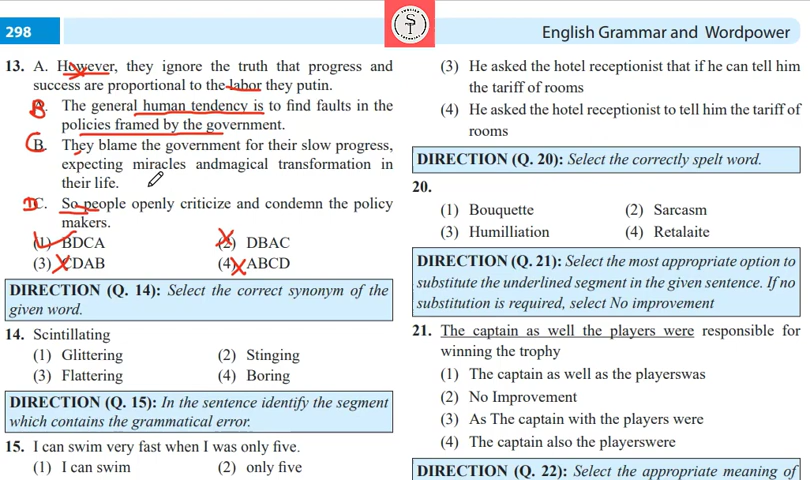 298
ENGLISH
ST
English Grammar and Wordpower
13. A. However, they ignore the truth that progress and
success are proportional to the labor they putin.
B A. The general human tendency is to find faults in the
policies framed by the government.
C B. They blame the government for their slow progress,
expecting miracles andmagical transformation in
their life.
D C. So people openly criticize and condemn the policy
makers.
(1) BDCA (2) DBAC
(3) CDAB (4) ABCD
DIRECTION (Q. 14): Select the correct synonym of the
given word.
14. Scintillating
(1) Glittering (2) Stinging
(3) Flattering (4) Boring
DIRECTION (Q. 15): In the sentence identify the segment
which contains the grammatical error.
15. I can swim very fast when I was only five.
(1) I can swim (2) only five
(3) He asked the hotel receptionist that if he can tell him
the tariff of rooms
(4) He asked the hotel receptionist to tell him the tariff of
rooms
DIRECTION (Q. 20): Select the correctly spelt word.
20.
(1) Bouquette (2) Sarcasm
(3) Humilliation (4) Retalaite
DIRECTION (Q. 21): Select the most appropriate option to
substitute the underlined segment in the given sentence. If no
substitution is required, select No improvement
21. The captain as well the players were responsible for
winning the trophy
(1) The captain as well as the playerswas
(2) No Improvement
(3) As The captain with the players were
(4) The captain also the playerswere
DIRECTION (Q. 22): Select the appropriate meaning of